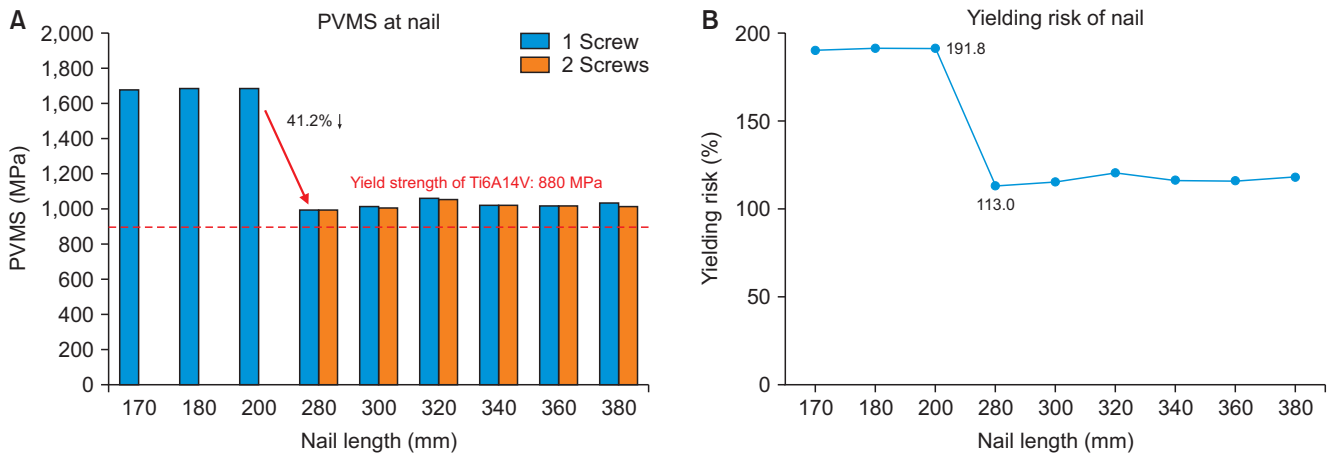 A
PVMS at nail
PVMS (MPa)
2,000
1,800
1,600
1,400
1,200
1,000
800
600
400
200
0
1 Screw
2 Screws
41.2% ↓
Yield strength of Ti6A14V: 880 MPa
170 180 200 280 300 320 340 360 380
Nail length (mm)
B
Yielding risk of nail
Yielding risk (%)
200
150
100
50
0
191.8
113.0
170 180 200 280 300 320 340 360 380
Nail length (mm)